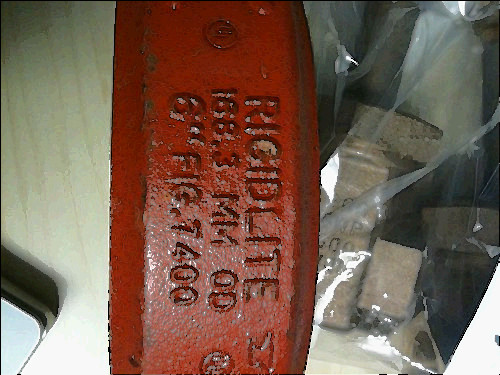 RIGIDLITE
168.3 MM OD
6" FIG.7400